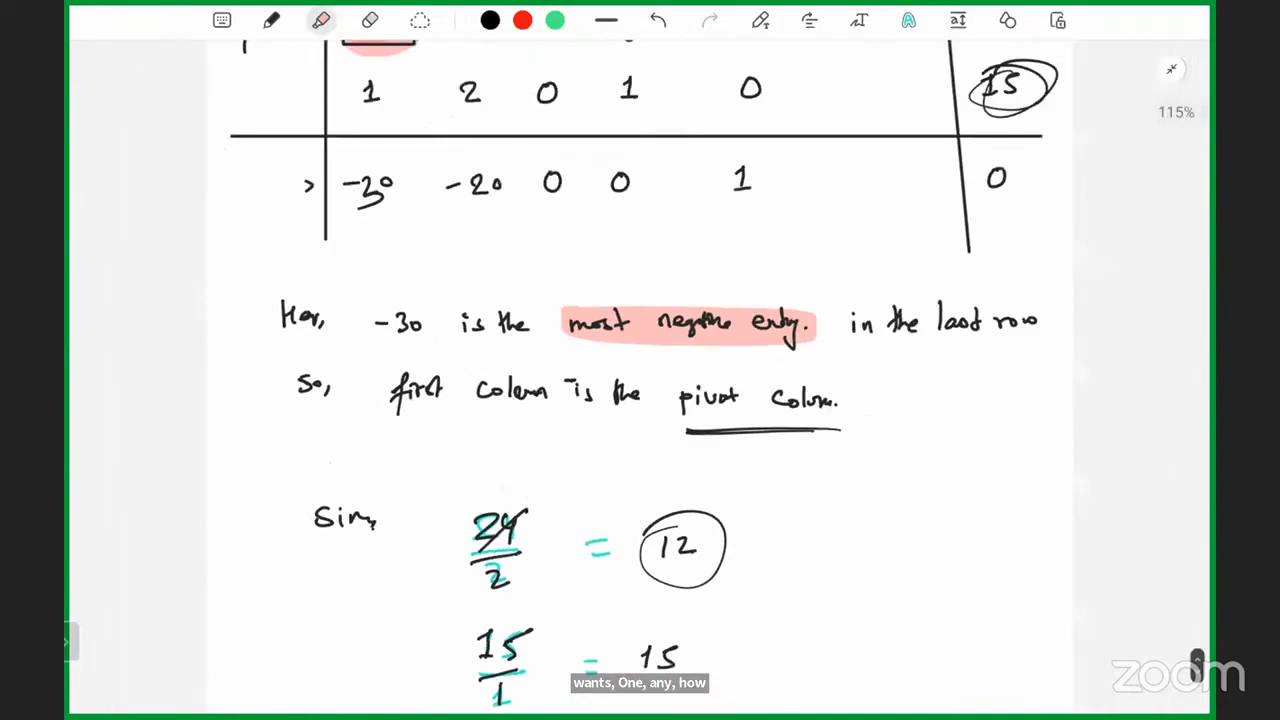 115%
1 2 0 1 0 15
-30 -20 0 0 1 0
Her, -30 is the most negative entry. in the last row
So, first column is the pivot column.
Sin,
24/2 = 12
15/1 = 15
wants, One, any, how
zoom